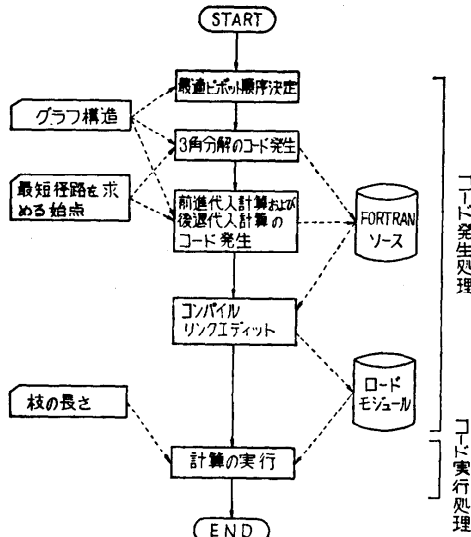 START
最適ピボット順序決定
グラフ構造
3角分解のコード発生
最短径路を求
める始点
前進代入計算および
後退代入計算の
コード発生
FORTRAN
ソース
コード発生処理
コンパイル
リンクエディット
ロード
モジュール
枝の長さ
計算の実行
コード実行処理
END